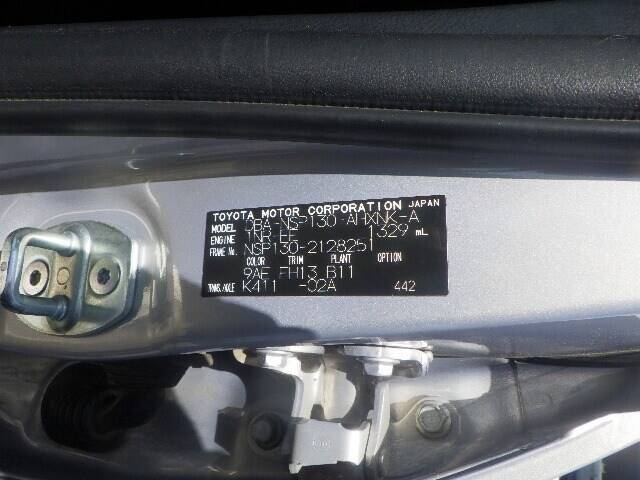 TOYOTA MOTOR CORPORATION JAPAN
MODEL DBA-NSP130-AHXNK-A
ENGINE 1NR-FE 1329 mL
FRAME No. NSP130-2128251
COLOR TRIM PLANT OPTION
9AF FH13 B11
TRANS./AXLE K411 -02A 442